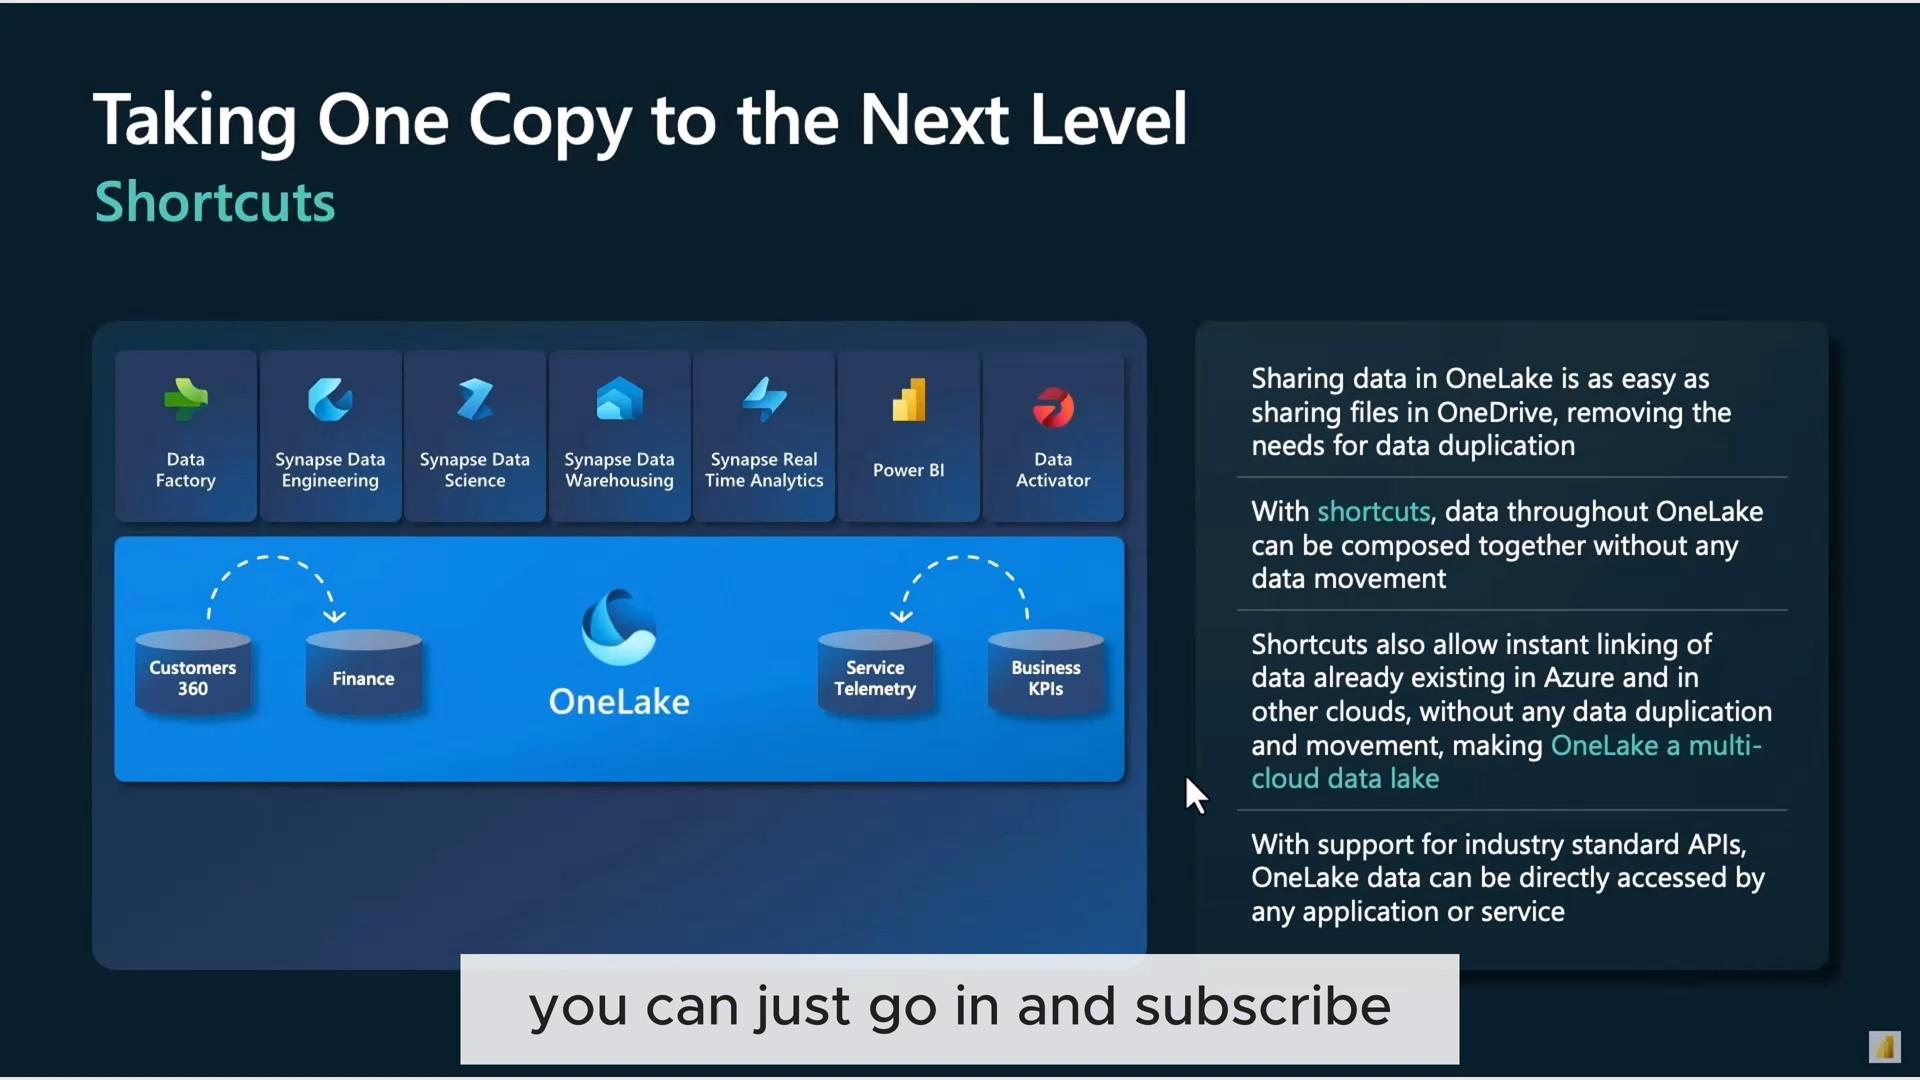 Taking One Copy to the Next Level
Shortcuts
Data
Factory
Synapse Data
Engineering
Synapse Data
Science
Synapse Data
Warehousing
Synapse Real
Time Analytics
Power BI
Data
Activator
Customers
360
Finance
OneLake
Service
Telemetry
Business
KPIs
Sharing data in OneLake is as easy as
sharing files in OneDrive, removing the
needs for data duplication
With shortcuts, data throughout OneLake
can be composed together without any
data movement
Shortcuts also allow instant linking of
data already existing in Azure and in
other clouds, without any data duplication
and movement, making OneLake a multi-
cloud data lake
With support for industry standard APIs,
OneLake data can be directly accessed by
any application or service
you can just go in and subscribe